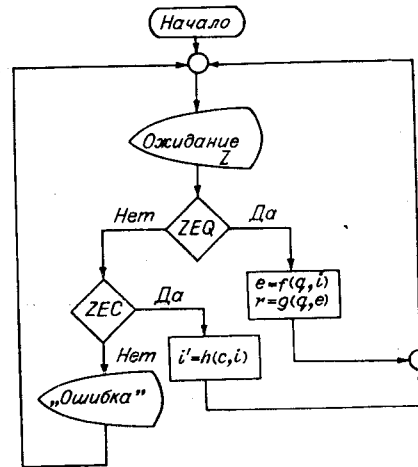 Начало
Ожидание
Z
Нет
Да
ZEQ
e=f(q,i)
r=g(q,e)
ZEC
Да
i'=h(c,i)
Нет
„Ошибка"